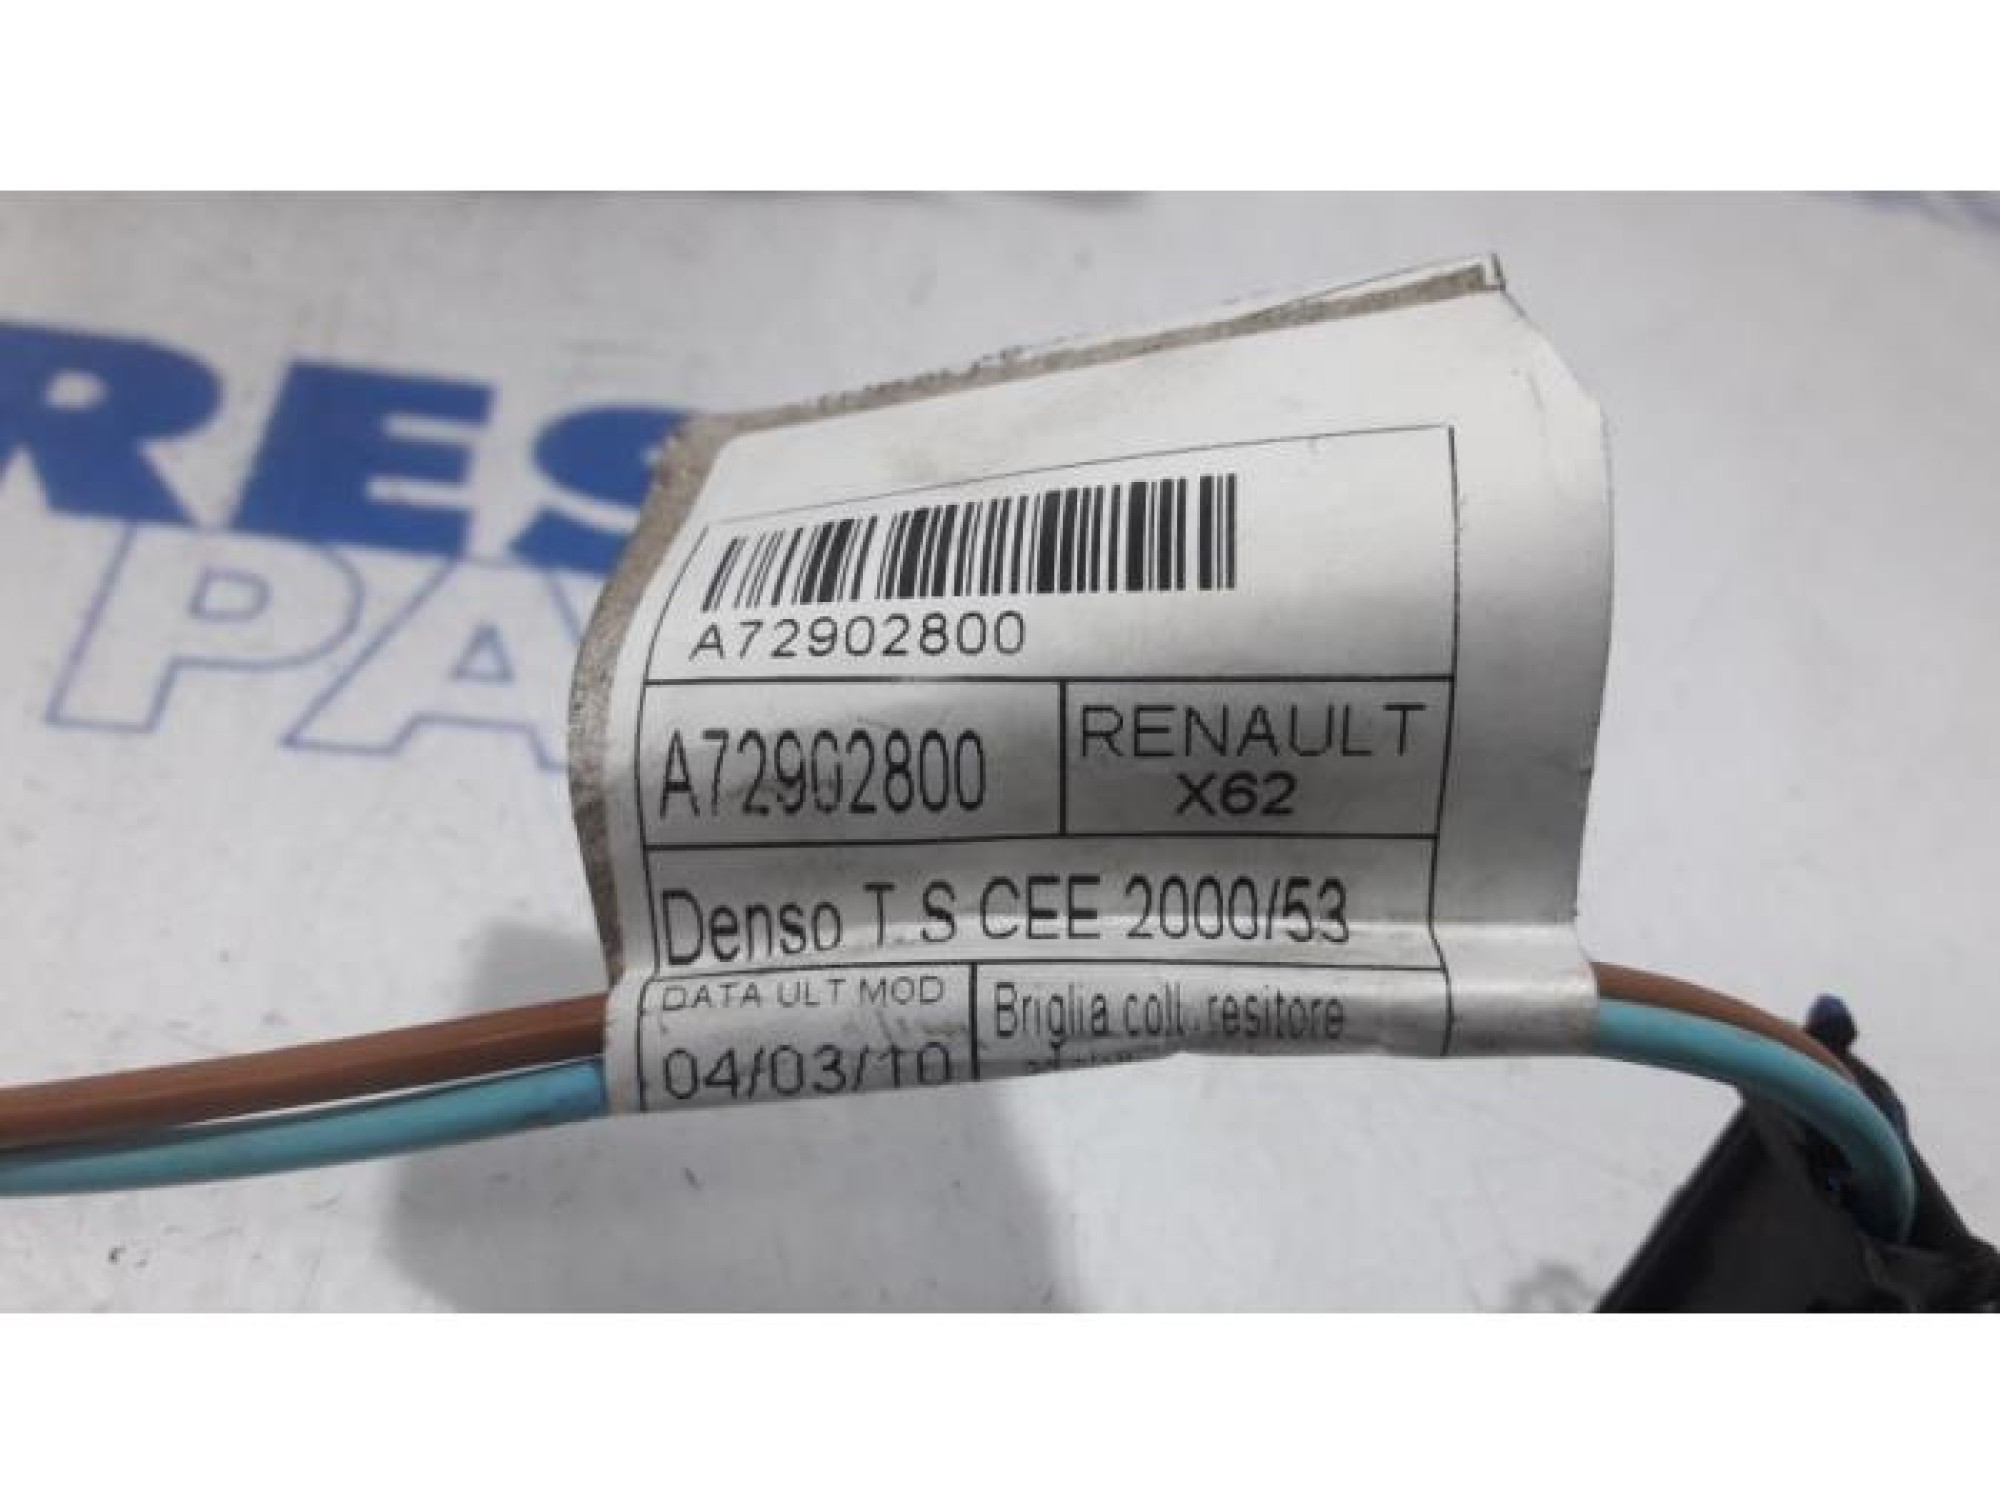 RES
PA
A72902800
A72902800
RENAULT
X62
Denso T S CEE 2000/53
DATA ULT MOD
04/03/10
Briglia coll. resitore